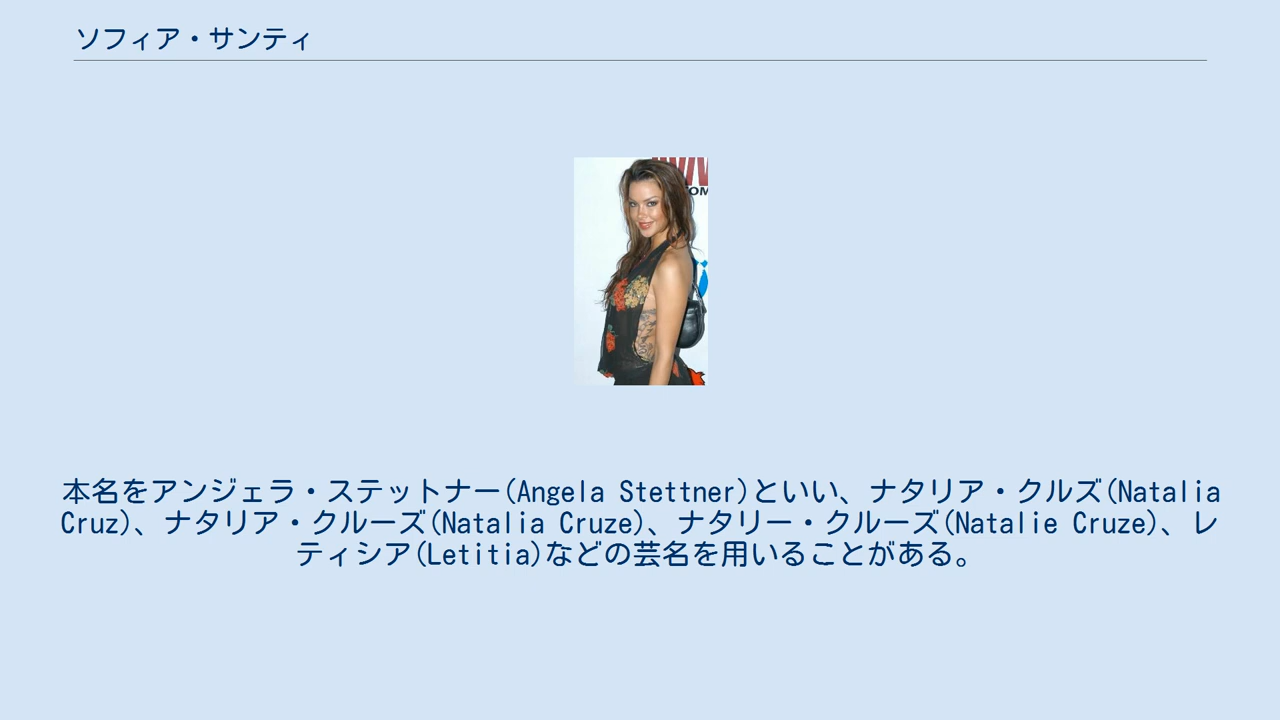 ソフィア・サンティ
OM
本名をアンジェラ・ステットナー(Angela Stettner)といい、ナタリア・クルズ(Natalia
Cruz)、ナタリア・クルーズ(Natalia Cruze)、ナタリー・クルーズ(Natalie Cruze)、レ
ティシア(Letitia)などの芸名を用いることがある。